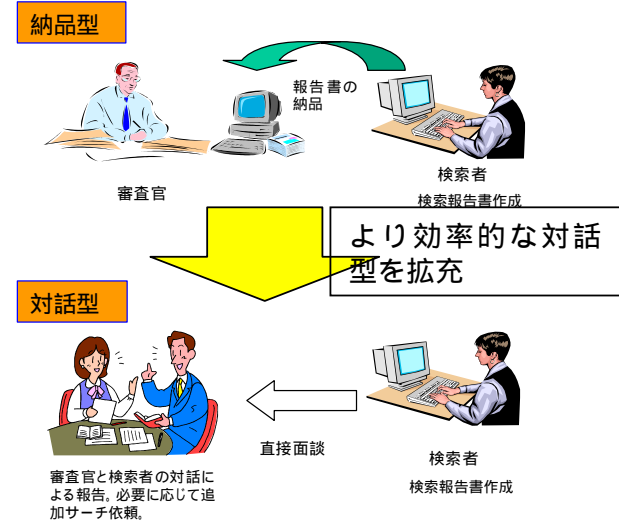 納品型
報告書の
納品
審査官
検索者
検索報告書作成
より効率的な対話
型を拡充
対話型
直接面談
審査官と検索者の対話に
よる報告。必要に応じて追
加サーチ依頼。
検索者
検索報告書作成